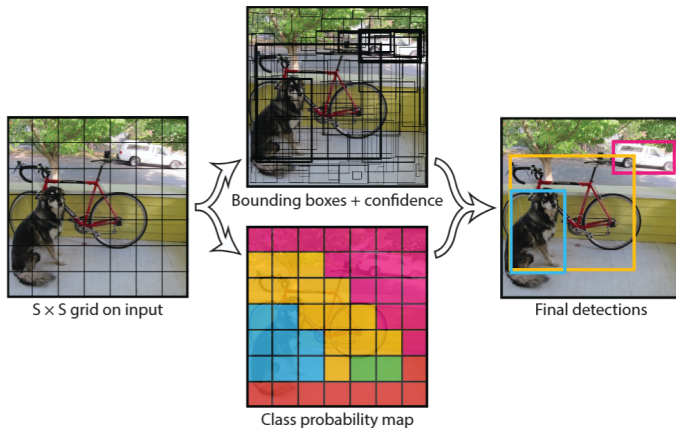 Bounding boxes + confidence
S × S grid on input
Final detections
Class probability map